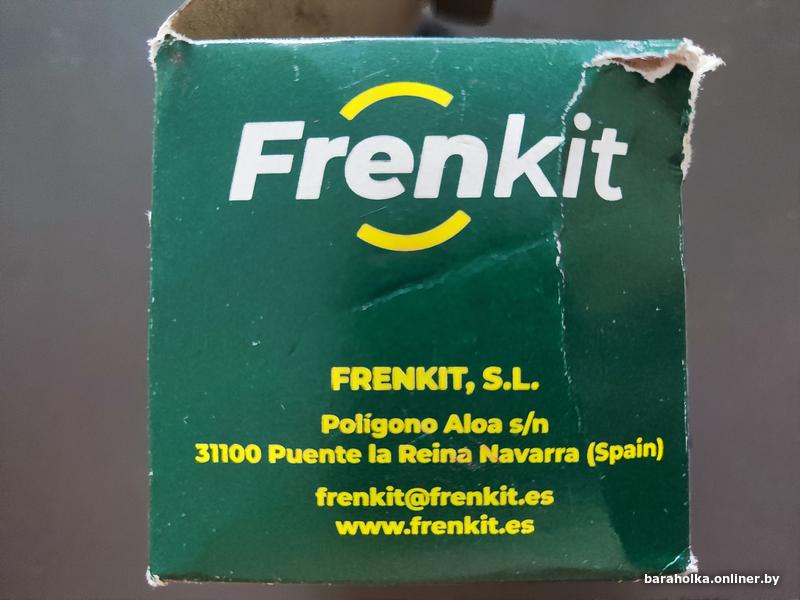 Frenkit
FRENKIT, S.L.
Polígono Aloa s/n
31100 Puente la Reina Navarra (Spain)
frenkit@frenkit.es
www.frenkit.es
baraholka.onliner.by